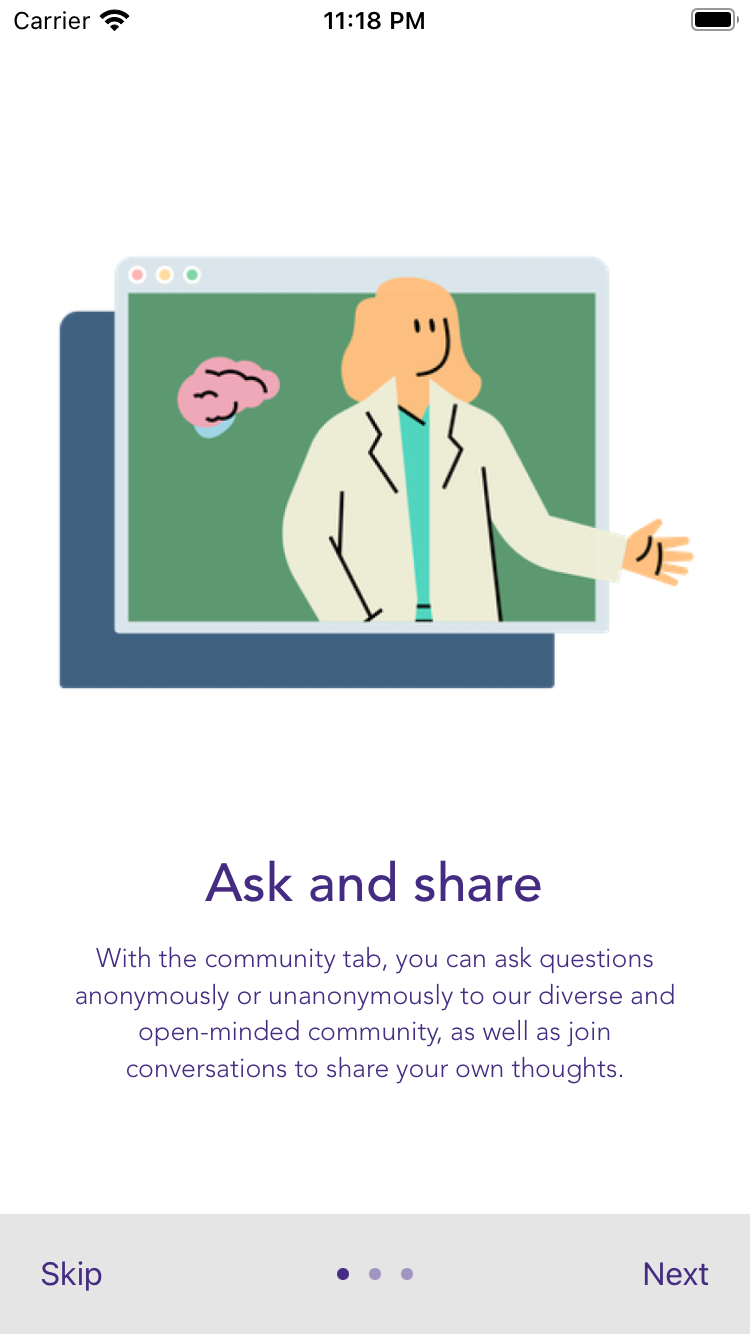 Carrier 11:18 PM
Ask and share
With the community tab, you can ask questions
anonymously or unanonymously to our diverse and
open-minded community, as well as join
conversations to share your own thoughts.
Skip Next